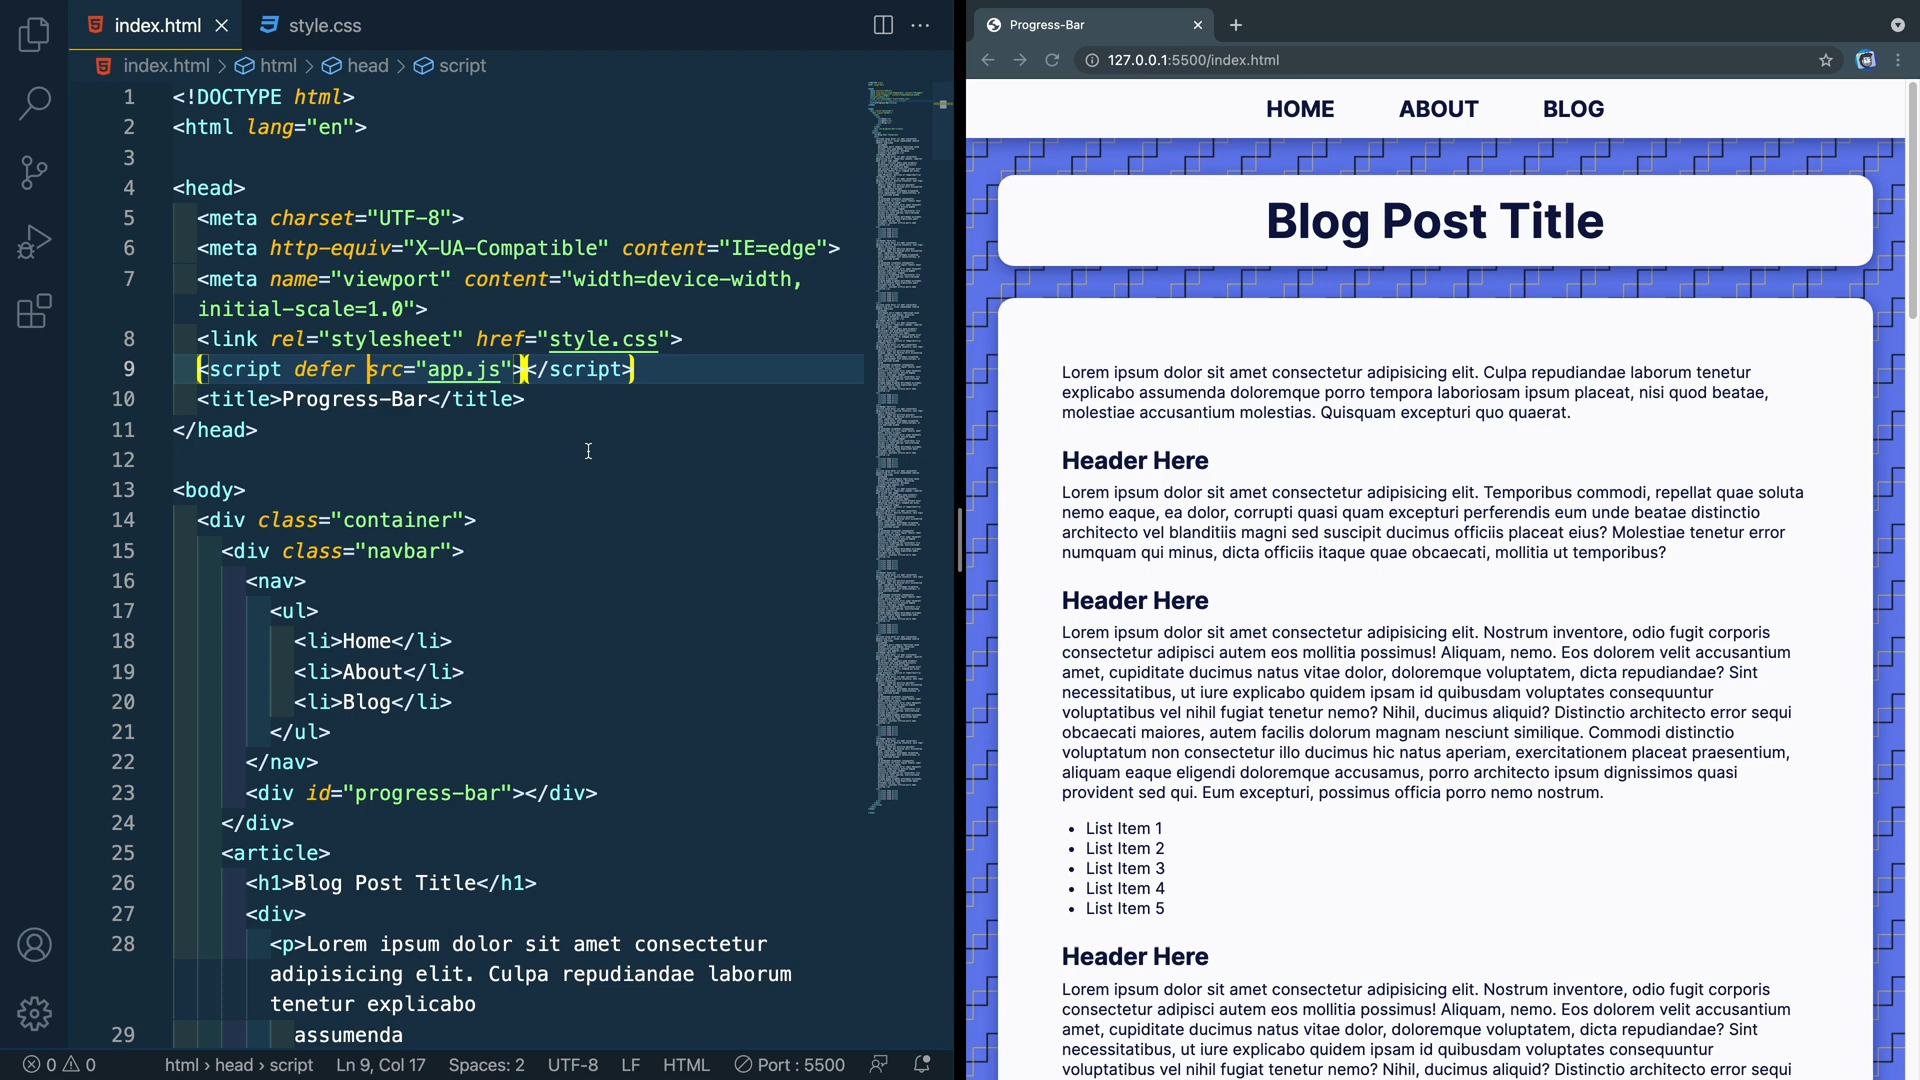 index.html
style.css
index.html > html > head > script
1 <!DOCTYPE html>
2 <html lang="en">
3
4 <head>
5 <meta charset="UTF-8">
6 <meta http-equiv="X-UA-Compatible" content="IE=edge">
7 <meta name="viewport" content="width=device-width,
initial-scale=1.0">
8 <link rel="stylesheet" href="style.css">
9 <script defer src="app.js"></script>
10 <title>Progress-Bar</title>
11 </head>
12
13 <body>
14 <div class="container">
15 <div class="navbar">
16 <nav>
17 <ul>
18 <li>Home</li>
19 <li>About</li>
20 <li>Blog</li>
21 </ul>
22 </nav>
23 <div id="progress-bar"></div>
24 </div>
25 <article>
26 <h1>Blog Post Title</h1>
27 <div>
28 <p>Lorem ipsum dolor sit amet consectetur
adipisicing elit. Culpa repudiandae laborum
tenetur explicabo
29 assumenda
0 0 html › head › script Ln 9, Col 17 Spaces: 2 UTF-8 LF HTML Port : 5500
Progress-Bar
127.0.0.1:5500/index.html
HOME ABOUT BLOG
Blog Post Title
Lorem ipsum dolor sit amet consectetur adipisicing elit. Culpa repudiandae laborum tenetur
explicabo assumenda doloremque porro tempora laboriosam ipsum placeat, nisi quod beatae,
molestiae accusantium molestias. Quisquam excepturi quo quaerat.
Header Here
Lorem ipsum dolor sit amet consectetur adipisicing elit. Temporibus commodi, repellat quae soluta
nemo eaque, ea dolor, corrupti quasi quam excepturi perferendis eum unde beatae distinctio
architecto vel blanditiis magni sed suscipit ducimus officiis placeat eius? Molestiae tenetur error
numquam qui minus, dicta officiis itaque quae obcaecati, mollitia ut temporibus?
Header Here
Lorem ipsum dolor sit amet consectetur adipisicing elit. Nostrum inventore, odio fugit corporis
consectetur adipisci autem eos mollitia possimus! Aliquam, nemo. Eos dolorem velit accusantium
amet, cupiditate ducimus natus vitae dolor, doloremque voluptatem, dicta repudiandae? Sint
necessitatibus, ut iure explicabo quidem ipsam id quibusdam voluptates consequuntur
voluptatibus vel nihil fugiat tenetur nemo? Nihil, ducimus aliquid? Distinctio architecto error sequi
obcaecati maiores, autem facilis dolorum magnam nesciunt similique. Commodi distinctio
voluptatum non consectetur illo ducimus hic natus aperiam, exercitationem placeat praesentium,
aliquam eaque eligendi doloremque accusamus, porro architecto ipsum dignissimos quasi
provident sed qui. Eum excepturi, possimus officia porro nemo nostrum.
• List Item 1
• List Item 2
• List Item 3
• List Item 4
• List Item 5
Header Here
Lorem ipsum dolor sit amet consectetur adipisicing elit. Nostrum inventore, odio fugit corporis
consectetur adipisci autem eos mollitia possimus! Aliquam, nemo. Eos dolorem velit accusantium
amet, cupiditate ducimus natus vitae dolor, doloremque voluptatem, dicta repudiandae? Sint
necessitatibus, ut iure explicabo quidem ipsam id quibusdam voluptates consequuntur
voluptatibus vel nihil fugiat tenetur nemo? Nihil, ducimus aliquid? Distinctio architecto error sequi